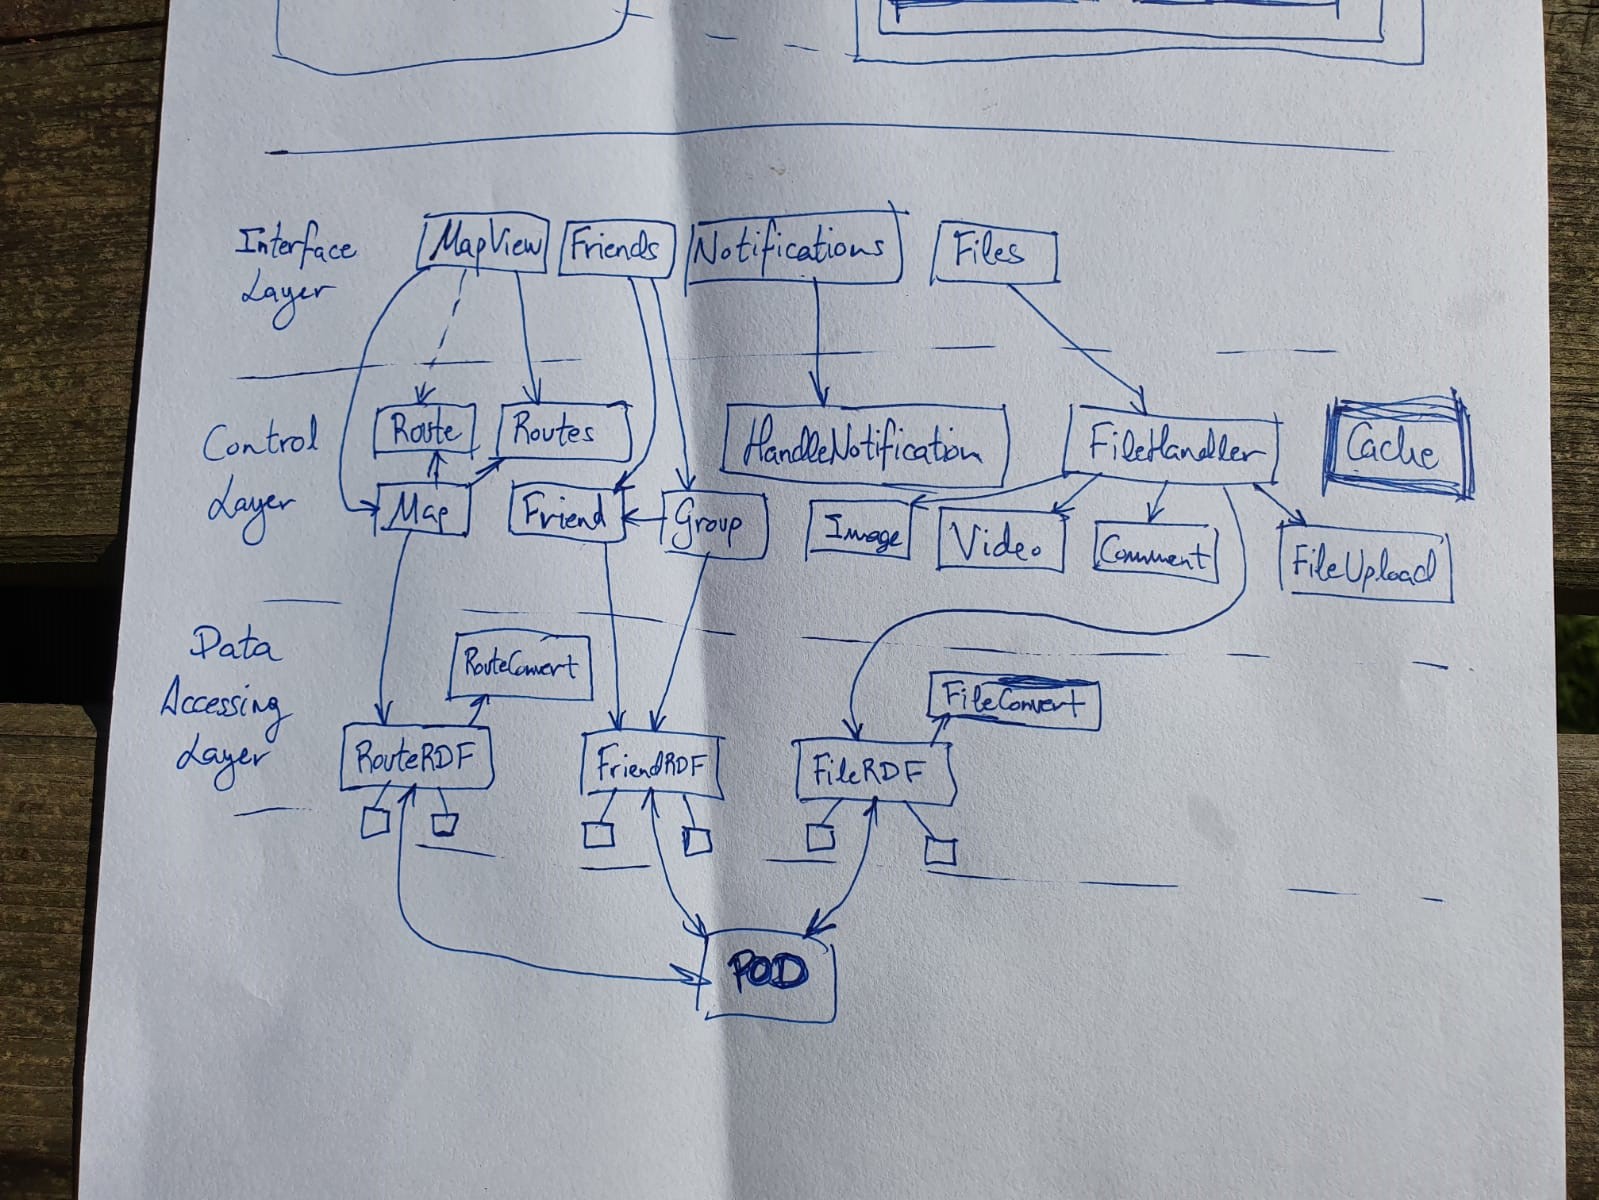 Interface
Layer
MapView
Friends
Notifications
Files
Control
Layer
Route
Routes
HandleNotification
FileHandler
Cache
Map
Friend
Group
Image
Video
Comment
FileUpload
Data
Accessing
Layer
RouteConvert
FileConvert
RouteRDF
FriendRDF
FileRDF
POD